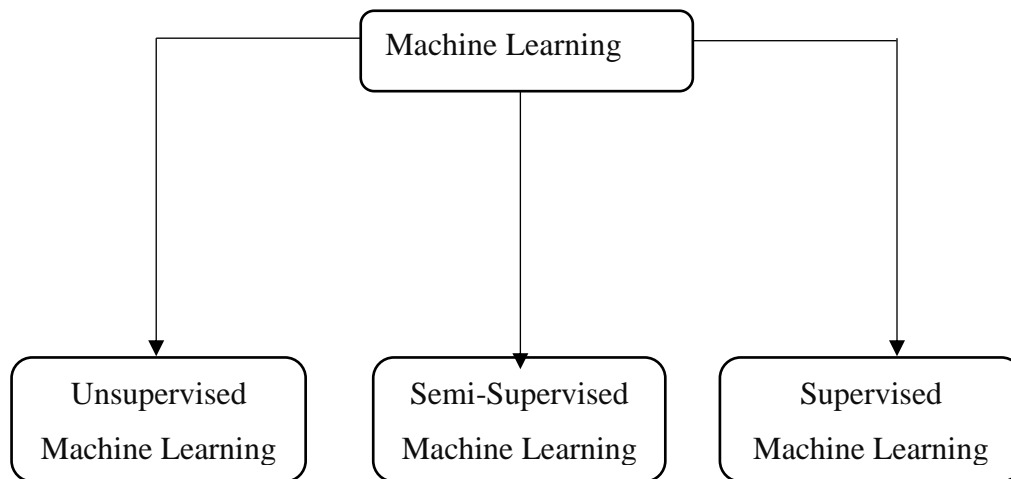 Machine Learning
Unsupervised
Machine Learning
Semi-Supervised
Machine Learning
Supervised
Machine Learning